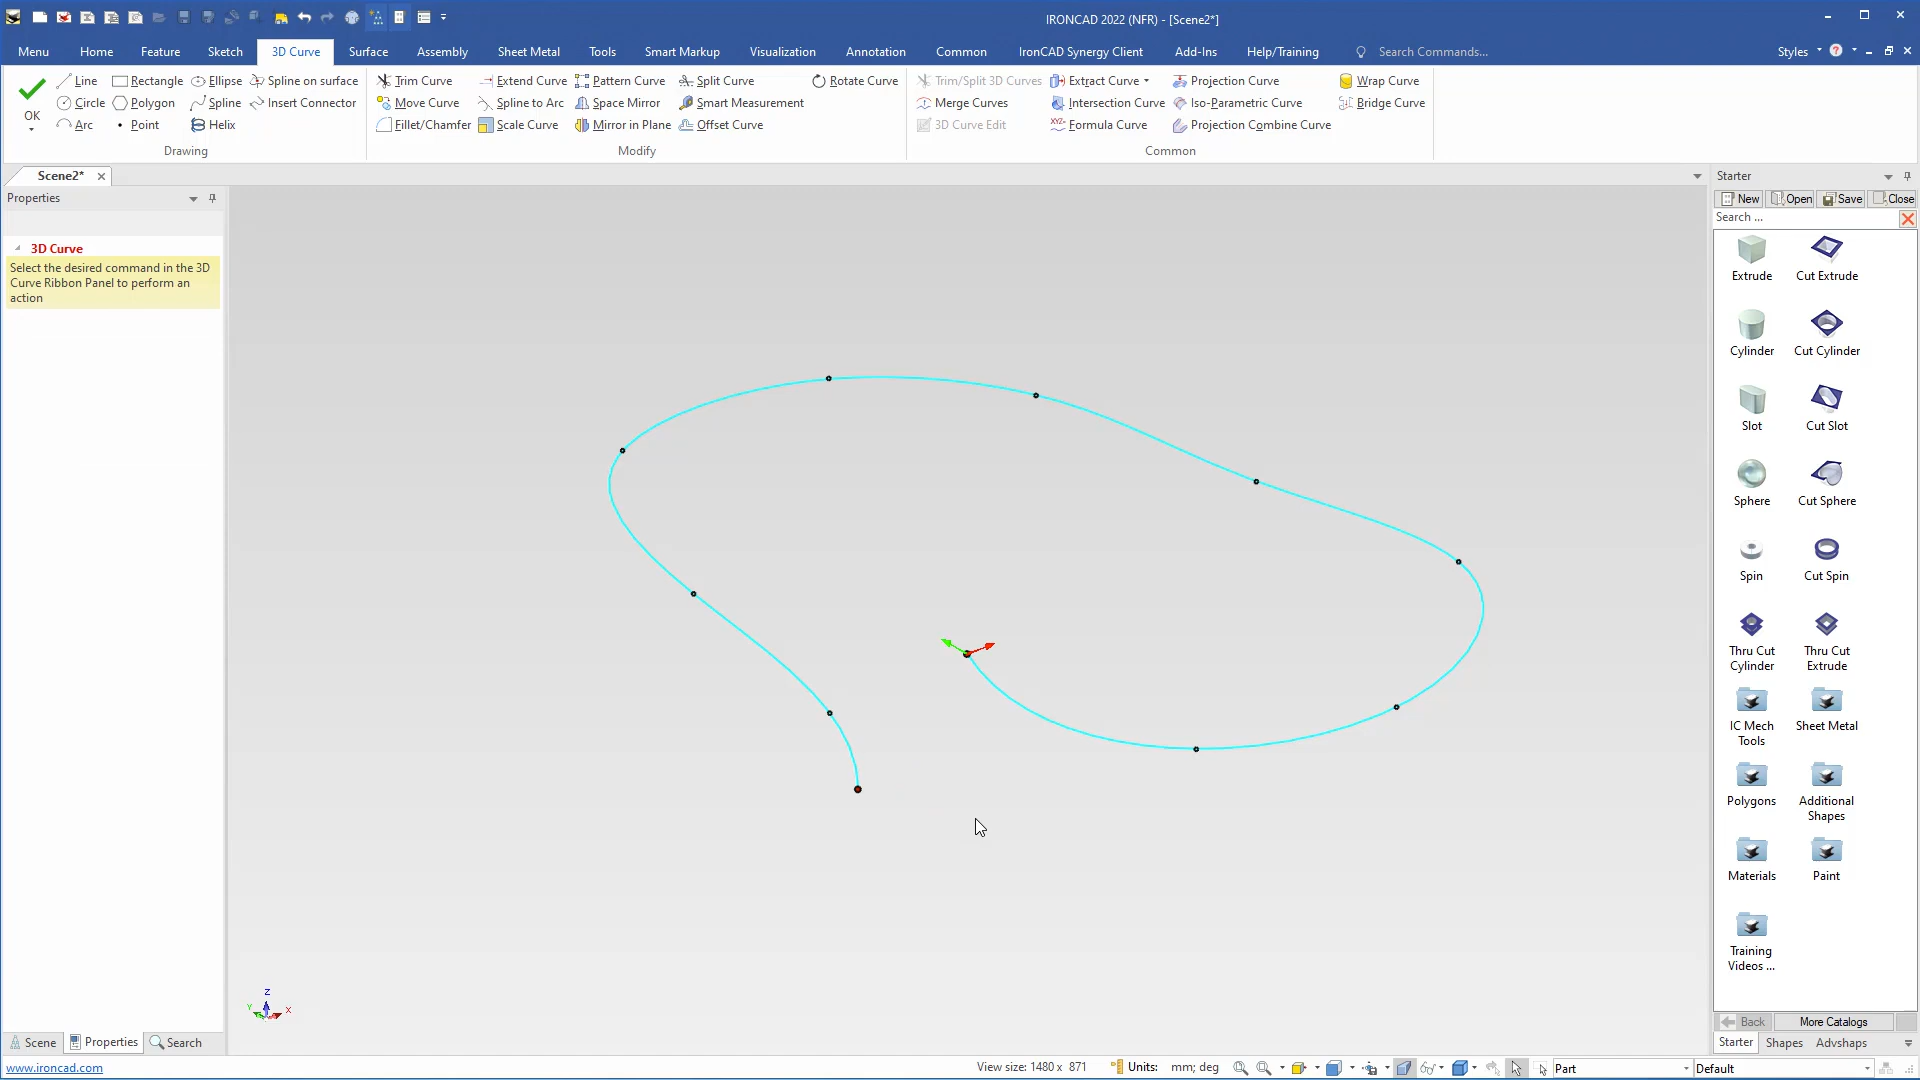 IRONCAD 2022 (NFR) - [Scene2*]
Menu Home Feature Sketch 3D Curve Surface Assembly Sheet Metal Tools Smart Markup Visualization Annotation Common IronCAD Synergy Client Add-Ins Help/Training Search Commands... Styles
OK
Line Rectangle Ellipse Spline on surface
Circle Polygon Spline Insert Connector
Arc Point Helix
Drawing
Trim Curve Extend Curve Pattern Curve Split Curve Rotate Curve
Move Curve Spline to Arc Space Mirror Smart Measurement
Fillet/Chamfer Scale Curve Mirror in Plane Offset Curve
Modify
Trim/Split 3D Curves Extract Curve Projection Curve Wrap Curve
Merge Curves Intersection Curve Iso-Parametric Curve Bridge Curve
3D Curve Edit XYZ= Formula Curve Projection Combine Curve
Common
Scene2*
Properties
3D Curve
Select the desired command in the 3D
Curve Ribbon Panel to perform an
action
Z
Y
X
Scene Properties Search
Starter
New Open Save Close
Search ...
Extrude Cut Extrude
Cylinder Cut Cylinder
Slot Cut Slot
Sphere Cut Sphere
Spin Cut Spin
Thru Cut Thru Cut
Cylinder Extrude
IC Mech Sheet Metal
Tools
Polygons Additional
Shapes
Materials Paint
Training
Videos ...
Back More Catalogs
Starter Shapes Advshaps
www.ironcad.com
View size: 1480 x 871 Units: mm; deg Part Default